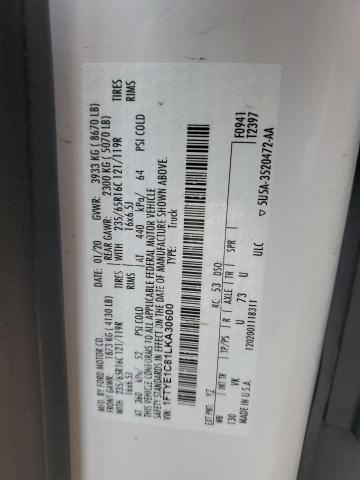 MFD. BY FORD MOTOR CO.
01/20 GVWR: 3933 KG ( 8670 LB)
FRONT GAWR: 1873 KG ( 4130 LB) REAR GAWR: 2300 KG ( 5070 LB)
WITH 235/65R16C 121/119R TIRES WITH 235/65R16C 121/119R TIRES
16x6.5J RIMS 16x6.5J RIMS
AT 360 kPa/ 52 PSI COLD AT 440 kPa/ 64 PSI COLD
THIS VEHICLE CONFORMS TO ALL APPLICABLE FEDERAL MOTOR VEHICLE
SAFETY STANDARDS IN EFFECT ON THE DATE OF MANUFACTURE SHOWN ABOVE.
1FTYE1C81LKA30600 Truck
F0941
T2397
EXT PNT: YZ RC: 53 DSO:
WB INT TP/PS R AXLE TR SPR
130 VK U 73 U
MADE IN U.S.A. ULC
5U5A-3520472-AA